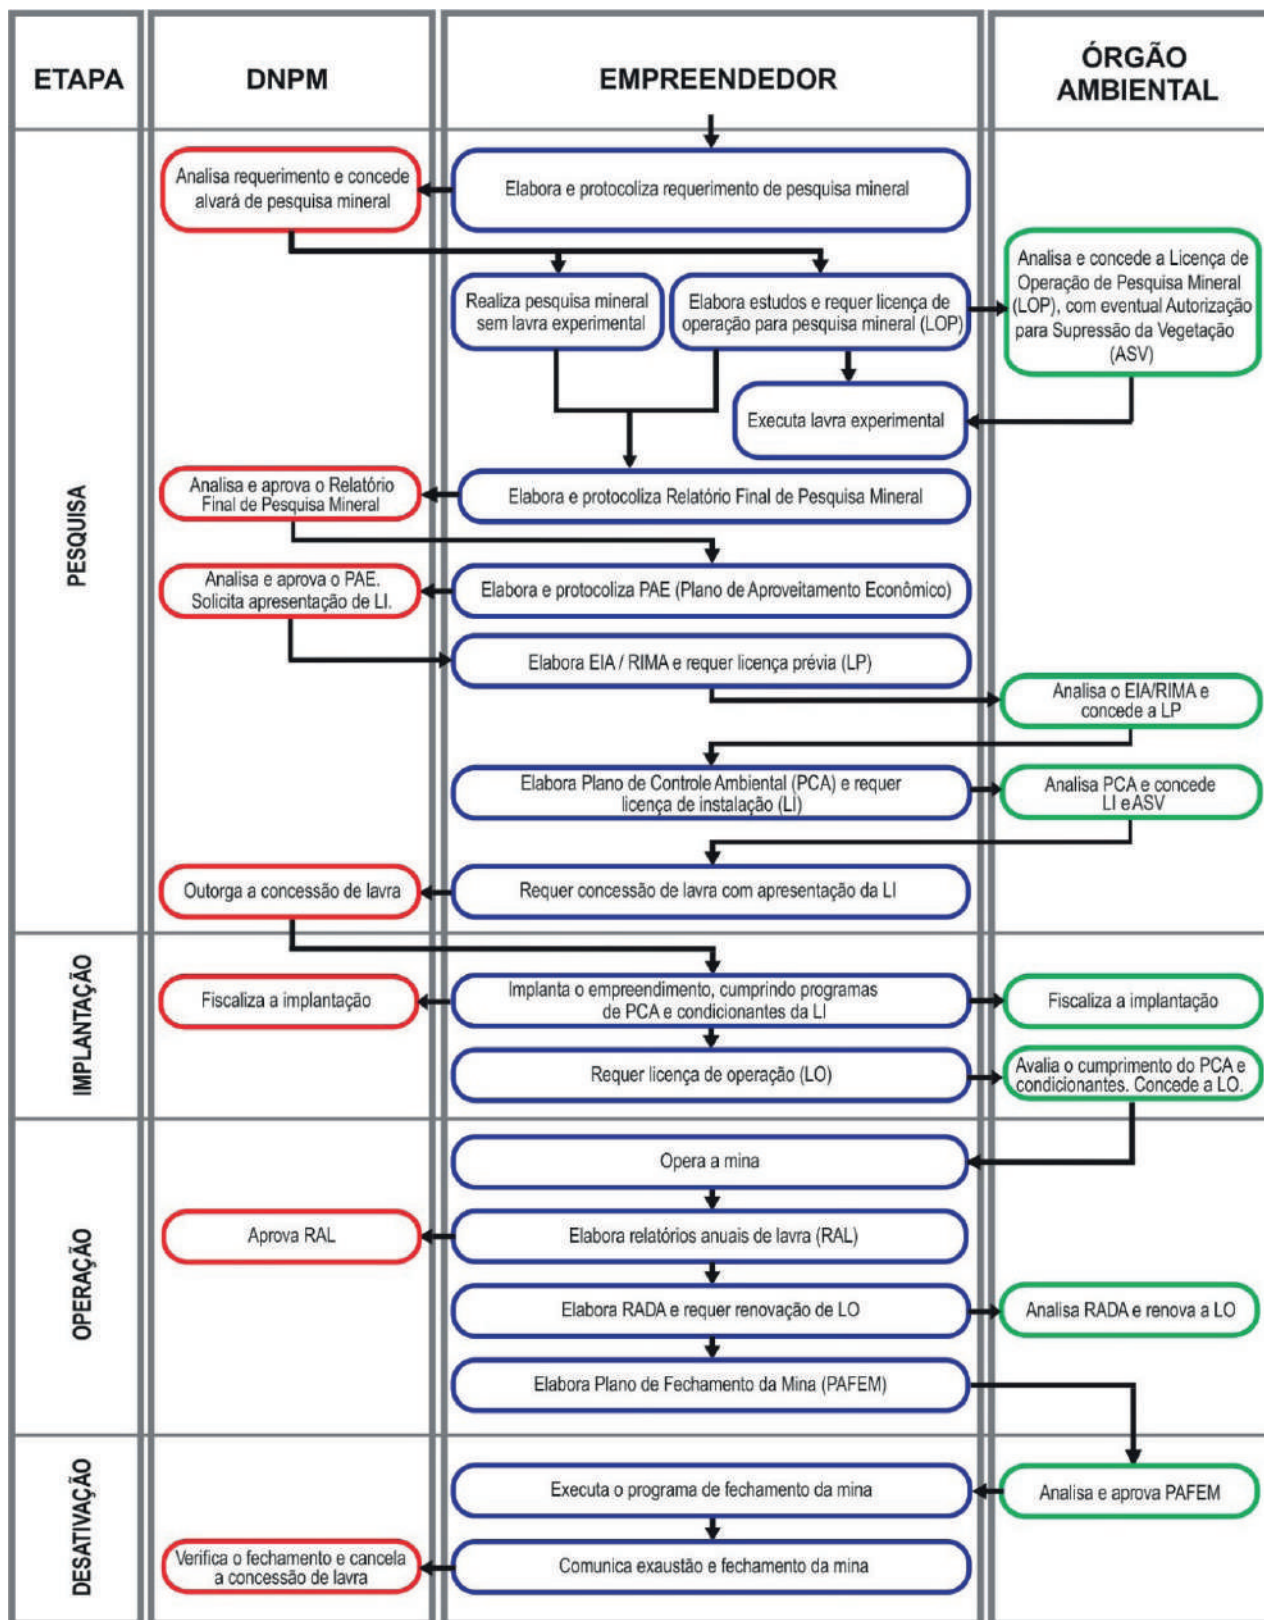 ETAPA
DNPM
EMPREENDEDOR
ÓRGÃO
AMBIENTAL
PESQUISA
Analisa requerimento e concede
alvará de pesquisa mineral
Elabora e protocoliza requerimento de pesquisa mineral
Realiza pesquisa mineral
sem lavra experimental
Elabora estudos e requer licença de
operação para pesquisa mineral (LOP)
Analisa e concede a Licença de
Operação de Pesquisa Mineral
(LOP), com eventual Autorização
para Supressão da Vegetação
(ASV)
Executa lavra experimental
Analisa e aprova o Relatório
Final de Pesquisa Mineral
Elabora e protocoliza Relatório Final de Pesquisa Mineral
Analisa e aprova o PAE.
Solicita apresentação de LI.
Elabora e protocoliza PAE (Plano de Aproveitamento Econômico)
Elabora EIA / RIMA e requer licença prévia (LP)
Analisa o EIA/RIMA e
concede a LP
Elabora Plano de Controle Ambiental (PCA) e requer
licença de instalação (LI)
Analisa PCA e concede
LI e ASV
Outorga a concessão de lavra
Requer concessão de lavra com apresentação da LI
IMPLANTAÇÃO
Fiscaliza a implantação
Implanta o empreendimento, cumprindo programas
de PCA e condicionantes da LI
Fiscaliza a implantação
Requer licença de operação (LO)
Avalia o cumprimento do PCA e
condicionantes. Concede a LO.
OPERAÇÃO
Opera a mina
Aprova RAL
Elabora relatórios anuais de lavra (RAL)
Elabora RADA e requer renovação de LO
Analisa RADA e renova a LO
Elabora Plano de Fechamento da Mina (PAFEM)
DESATIVAÇÃO
Executa o programa de fechamento da mina
Analisa e aprova PAFEM
Verifica o fechamento e cancela
a concessão de lavra
Comunica exaustão e fechamento da mina